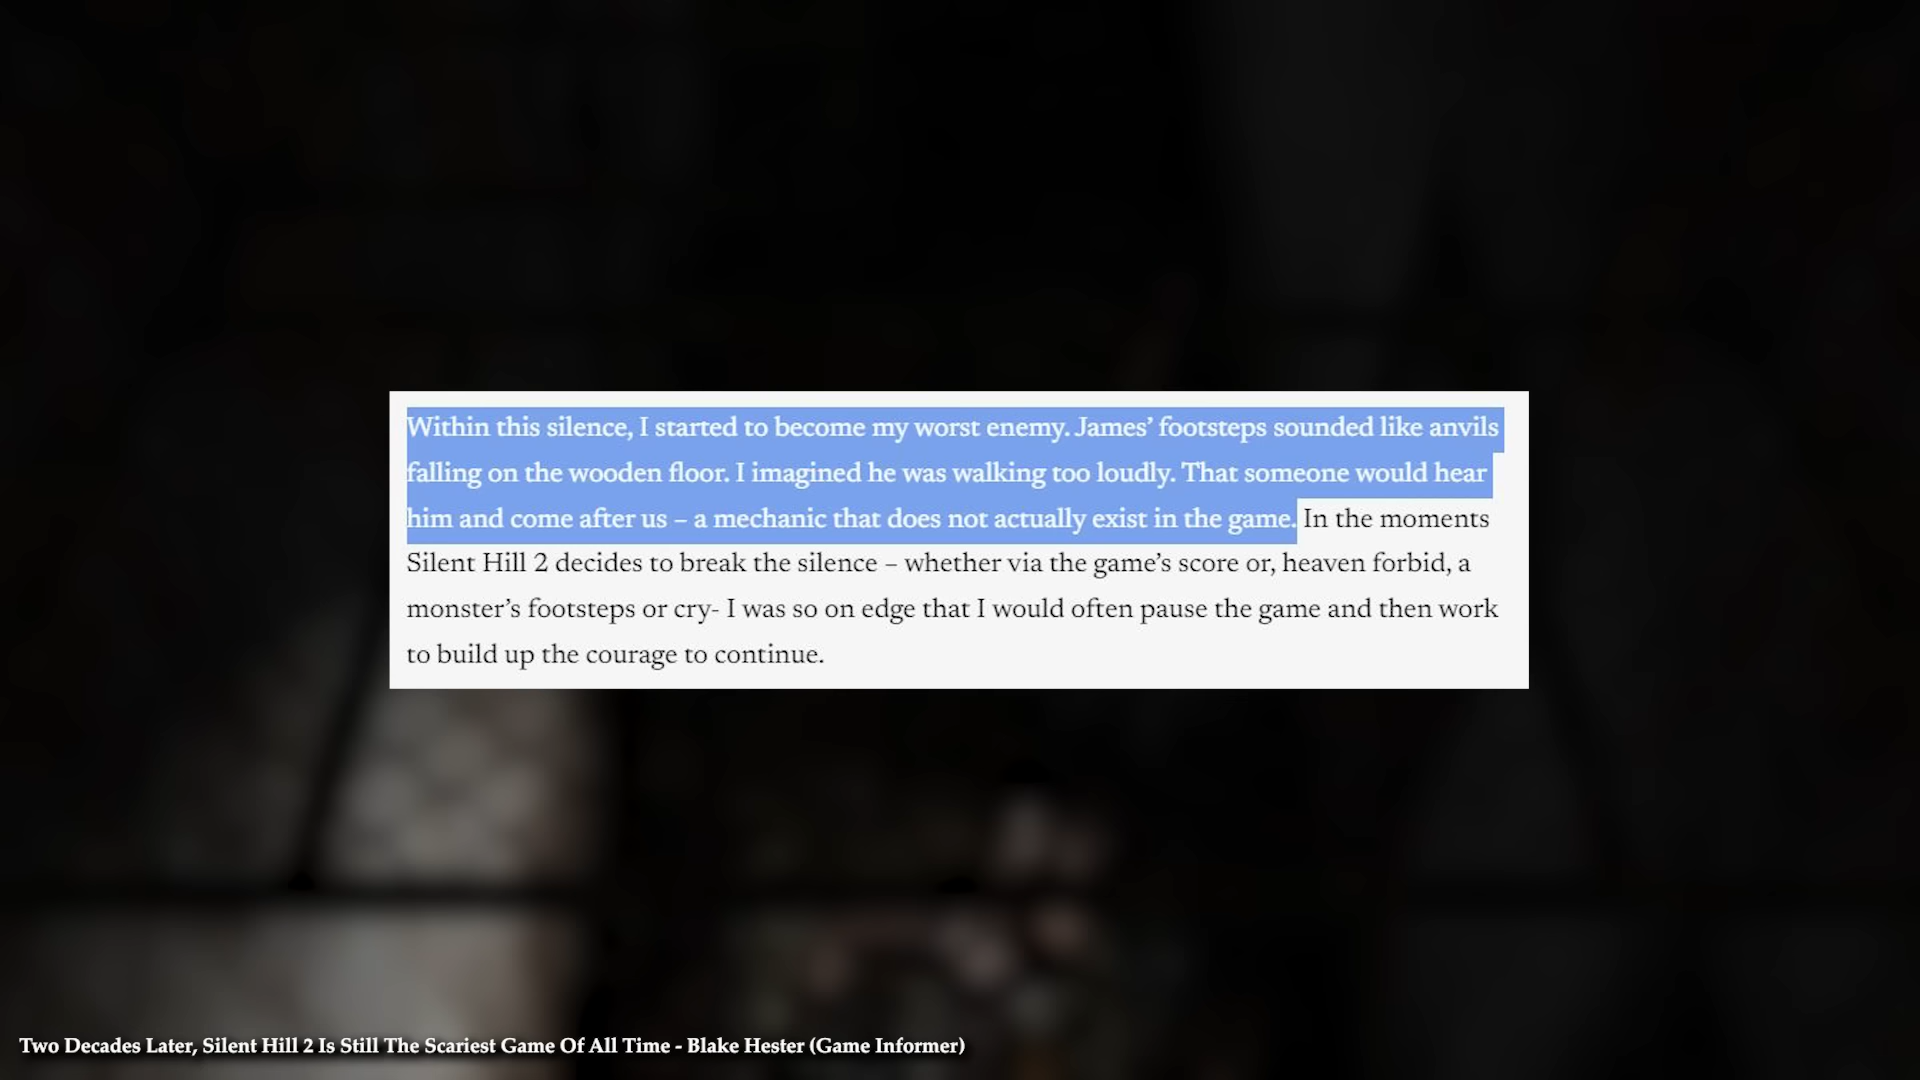 Within this silence, I started to become my worst enemy. James’ footsteps sounded like anvils
falling on the wooden floor. I imagined he was walking too loudly. That someone would hear
him and come after us – a mechanic that does not actually exist in the game. In the moments
Silent Hill 2 decides to break the silence – whether via the game’s score or, heaven forbid, a
monster’s footsteps or cry- I was so on edge that I would often pause the game and then work
to build up the courage to continue.
Two Decades Later, Silent Hill 2 Is Still The Scariest Game Of All Time - Blake Hester (Game Informer)